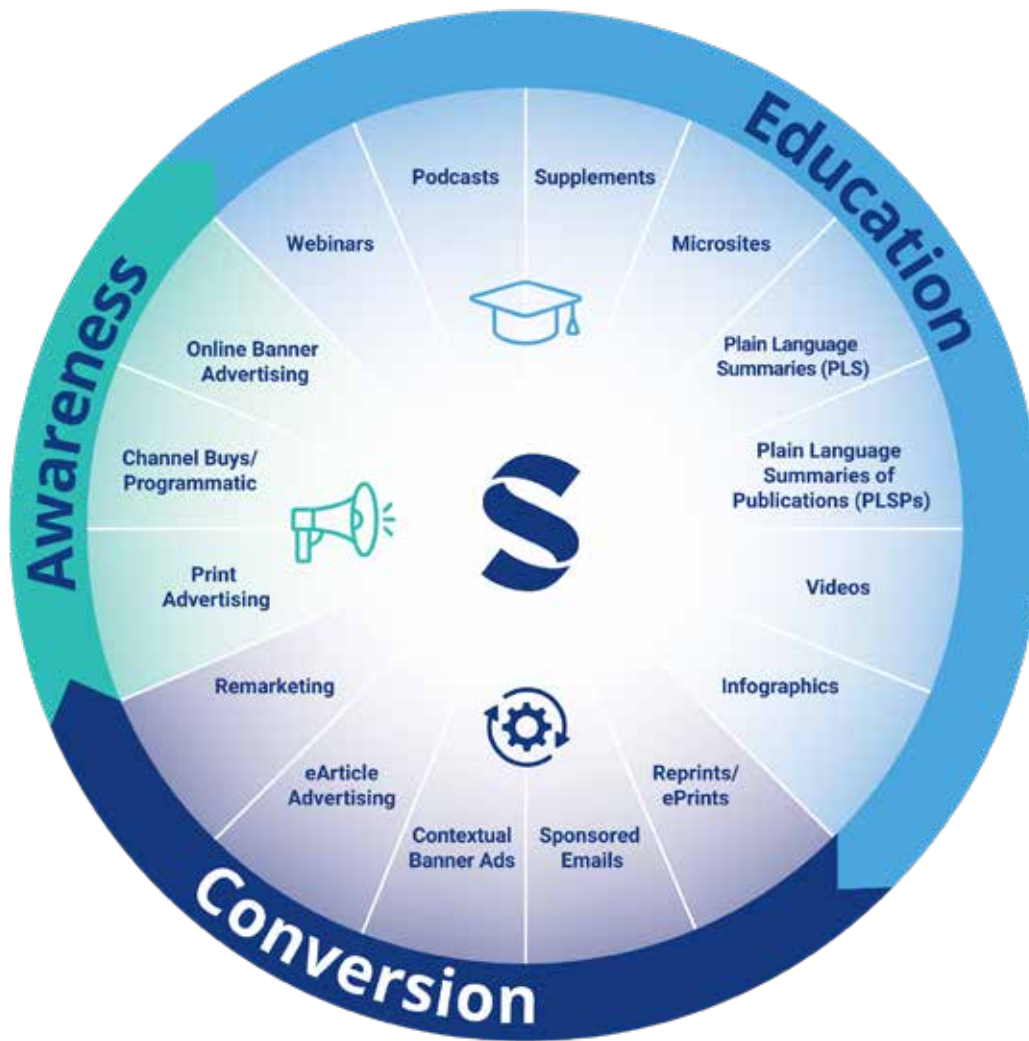 Awareness
Online Banner
Advertising
Channel Buys/
Programmatic
Print
Advertising
Education
Webinars
Podcasts
Supplements
Microsites
Plain Language
Summaries (PLS)
Plain Language
Summaries of
Publications (PLSPs)
Videos
Infographics
Conversion
Reprints/
ePrints
Sponsored
Emails
Contextual
Banner Ads
eArticle
Advertising
Remarketing
S